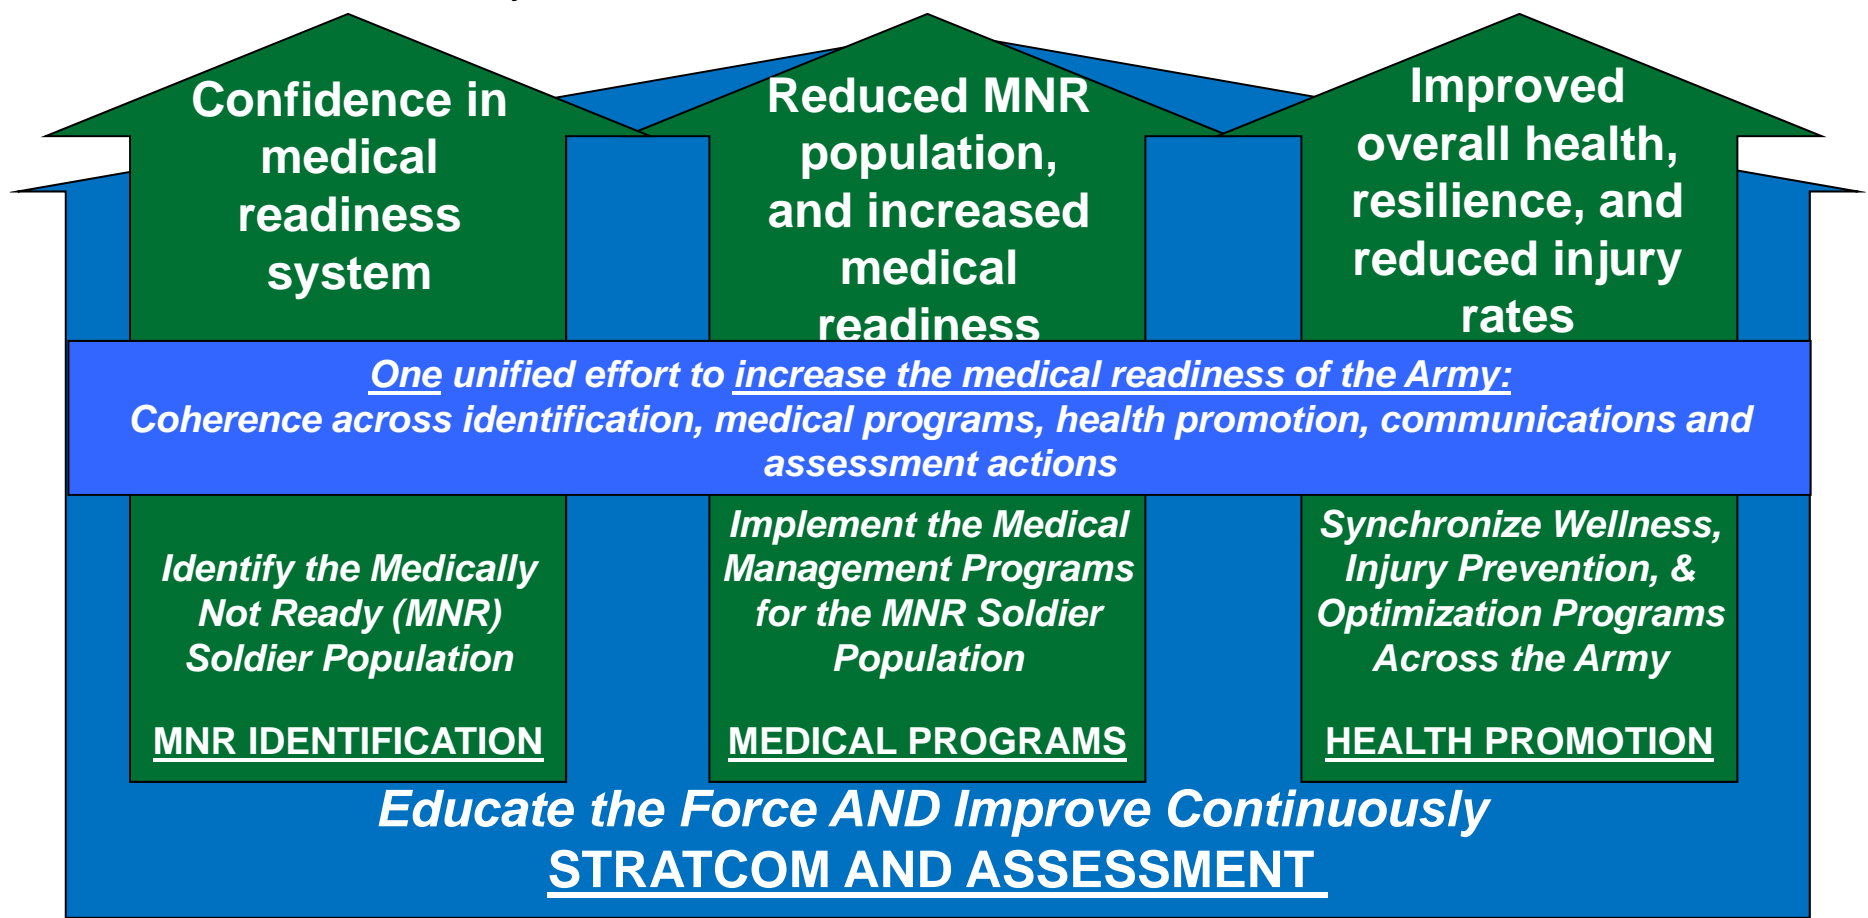 Confidence in
medical
readiness
system
Reduced MNR
population,
and increased
medical
readiness
Improved
overall health,
resilience, and
reduced injury
rates
One unified effort to increase the medical readiness of the Army:
Coherence across identification, medical programs, health promotion, communications and
assessment actions
Identify the Medically
Not Ready (MNR)
Soldier Population
MNR IDENTIFICATION
Implement the Medical
Management Programs
for the MNR Soldier
Population
MEDICAL PROGRAMS
Synchronize Wellness,
Injury Prevention, &
Optimization Programs
Across the Army
HEALTH PROMOTION
Educate the Force AND Improve Continuously
STRATCOM AND ASSESSMENT